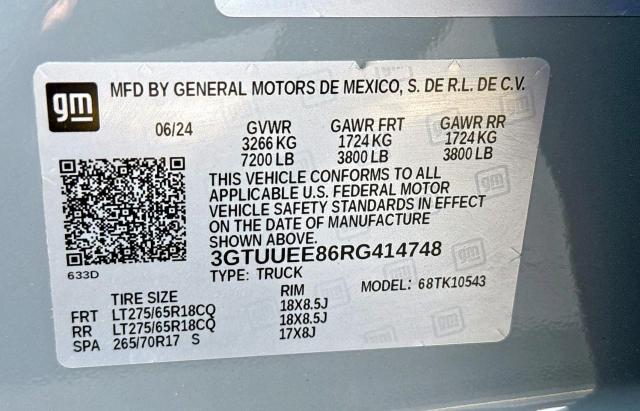 gm
MFD BY GENERAL MOTORS DE MEXICO, S. DE R.L. DE C.V.
06/24 GVWR GAWR FRT GAWR RR
3266 KG 1724 KG 1724 KG
7200 LB 3800 LB 3800 LB
THIS VEHICLE CONFORMS TO ALL
APPLICABLE U.S. FEDERAL MOTOR
VEHICLE SAFETY STANDARDS IN EFFECT
ON THE DATE OF MANUFACTURE
SHOWN ABOVE.
633D 3GTUUEE86RG414748
TYPE: TRUCK MODEL: 68TK10543
TIRE SIZE RIM
FRT LT275/65R18CQ 18X8.5J
RR LT275/65R18CQ 18X8.5J
SPA 265/70R17 S 17X8J